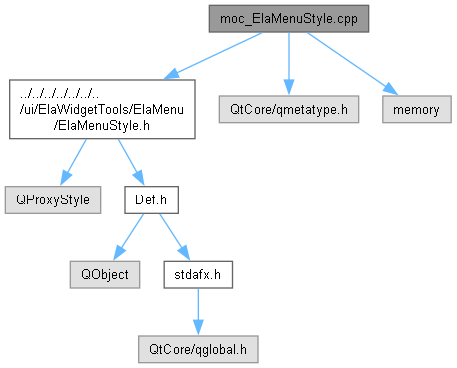 moc_ElaMenuStyle.cpp
../../../../../../..
/ui/ElaWidgetTools/ElaMenu
/ElaMenuStyle.h
QtCore/qmetatype.h
memory
QProxyStyle
Def.h
QObject
stdafx.h
QtCore/qglobal.h